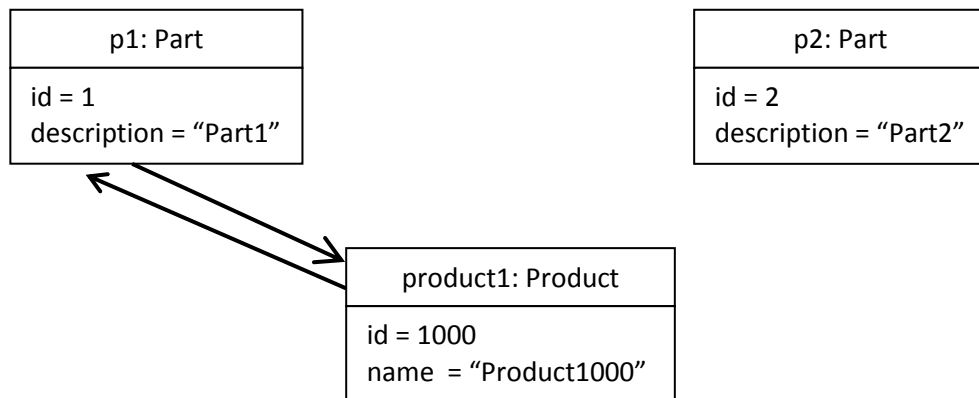 p1: Part
id = 1
description = “Part1”
p2: Part
id = 2
description = “Part2”
product1: Product
id = 1000
name  = “Product1000”